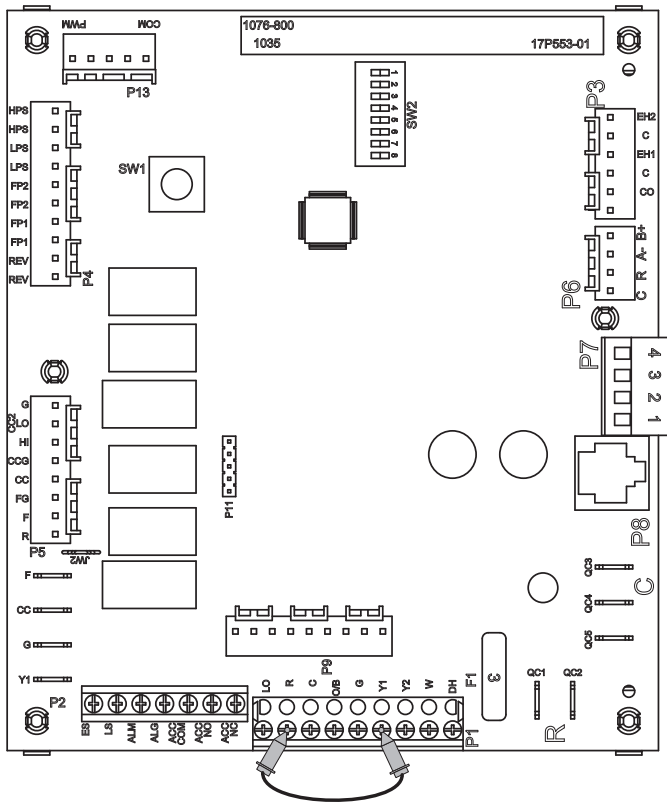 1076-800
1035 17P553-01
PWM COM
P13
1
2
3
4
5
6
7
8
SW2
P3
EH2
C
EH1
C
CO
HPS
HPS
LPS
LPS
FP2
FP2
FP1
FP1
REV
REV
P4
SW1
B+
A-
R
C
P6
P7
4
3
2
1
G
CC2
LO
HI
CCG
CC
FG
F
R
P5
JW2
P11
P8
F
CC
G
Y1
QC3
QC4
QC5
C
P9
P2
ES
LS
ALM
ALG
ACC COM
ACC NO
ACC NC
LO
R
C
O/B
G
Y1
Y2
W
DH
P1
F1
3
QC1
QC2
R